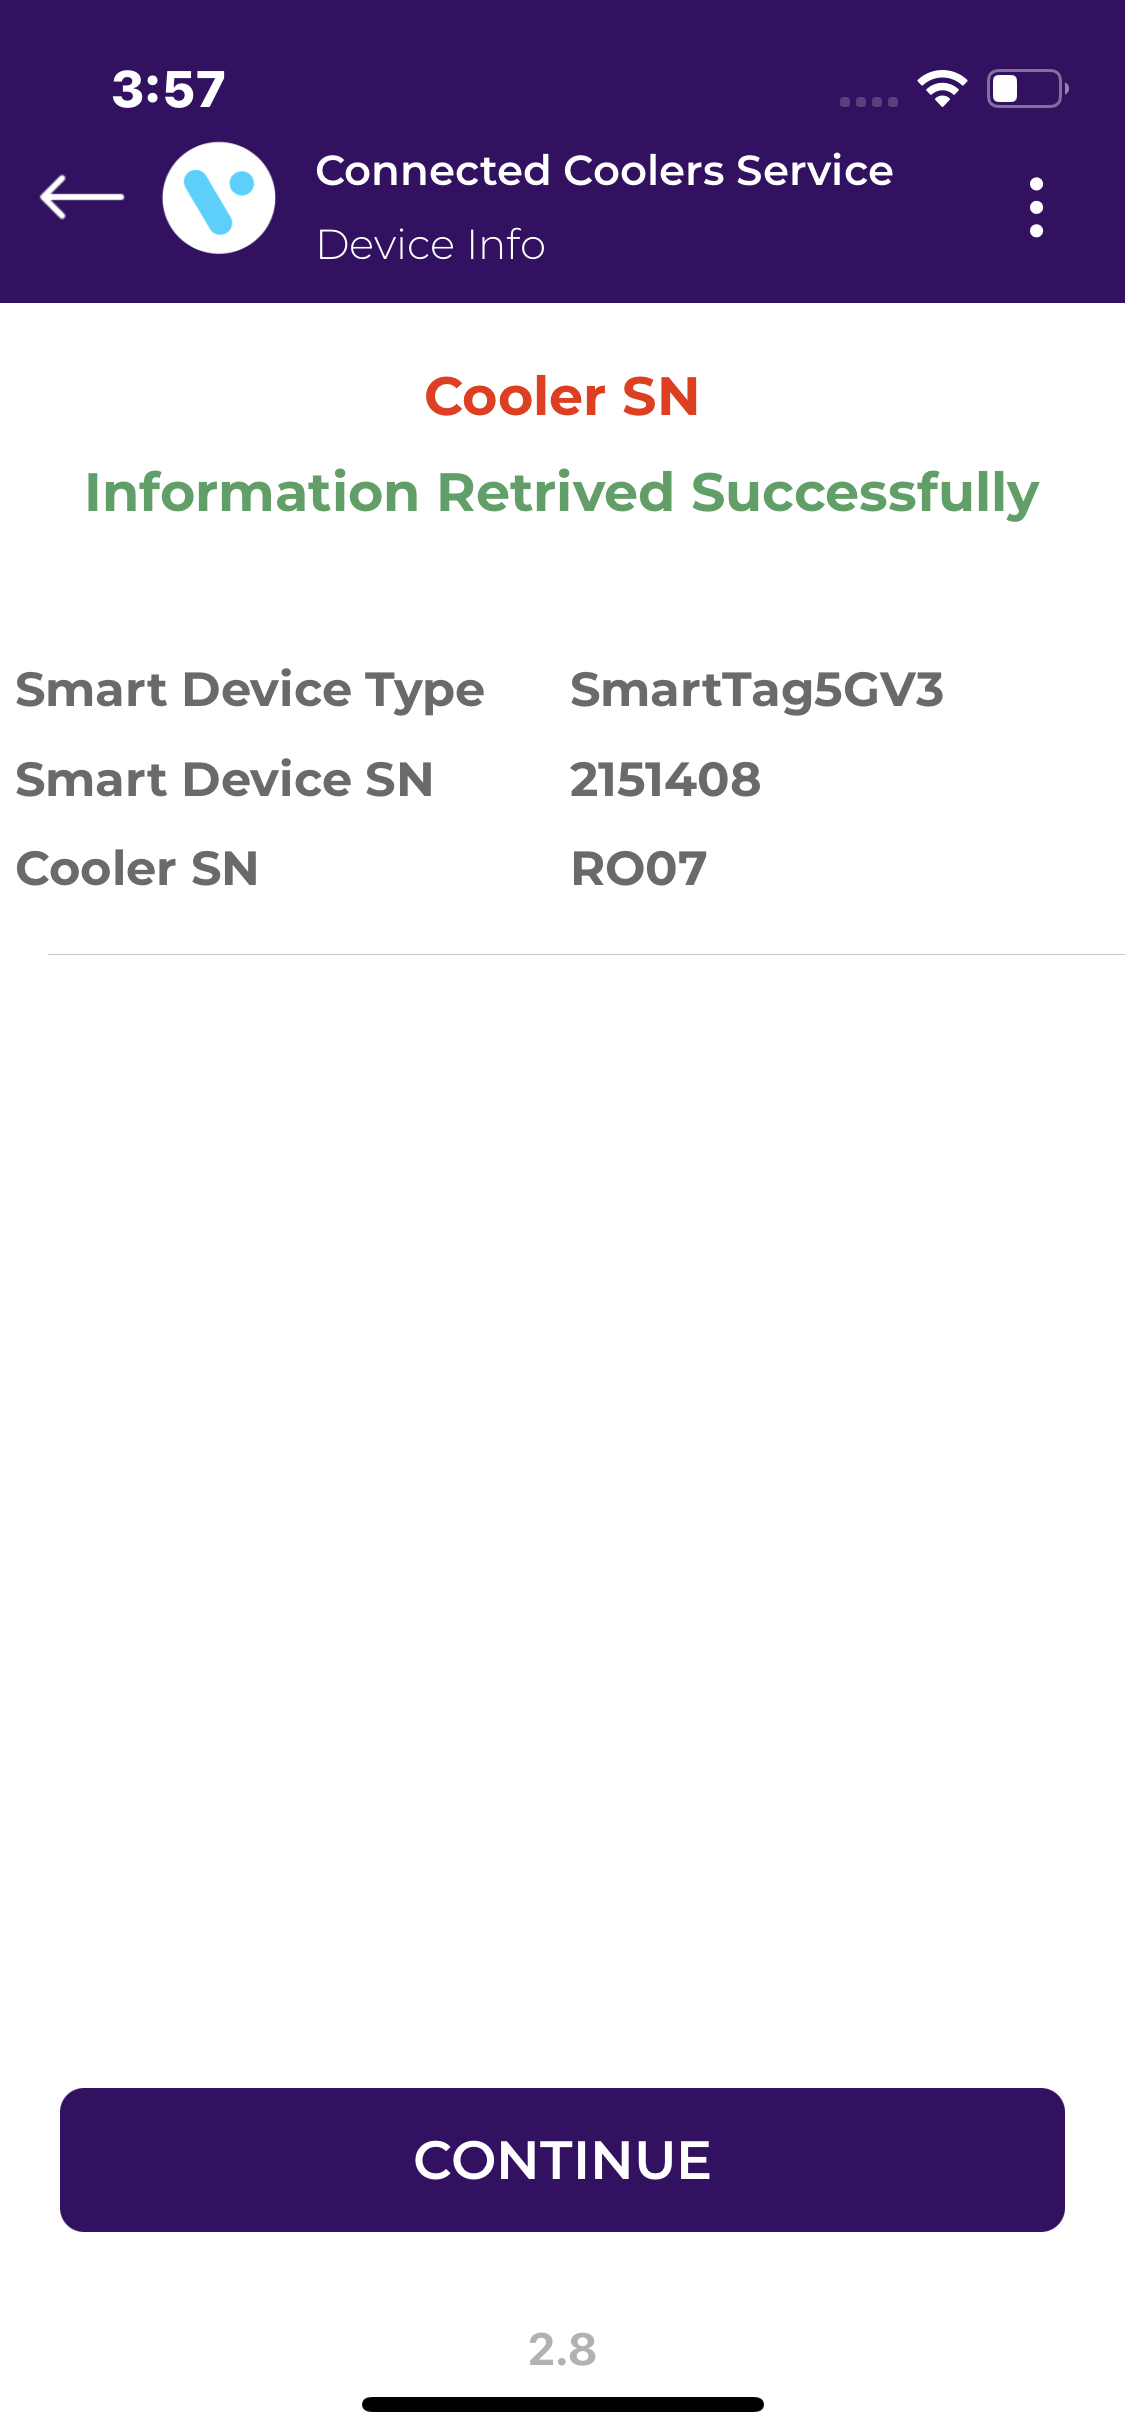 3:57
Connected Coolers Service
Device Info
Cooler SN
Information Retrived Successfully
Smart Device Type SmartTag5GV3
Smart Device SN 2151408
Cooler SN RO07
CONTINUE
2.8